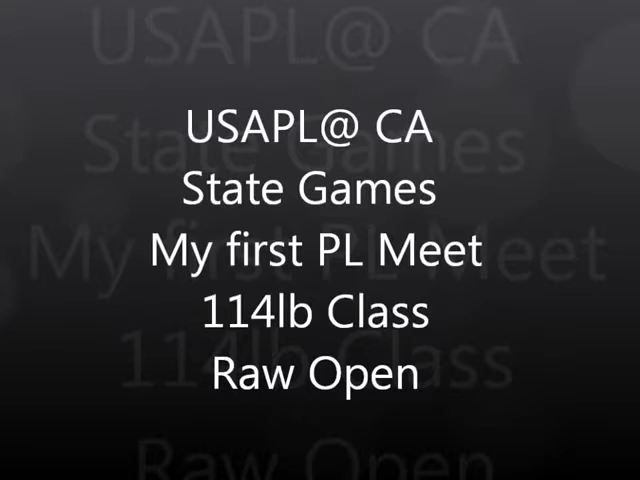 USAPL@ CA
State Games
My first PL Meet
114lb Class
Raw Open